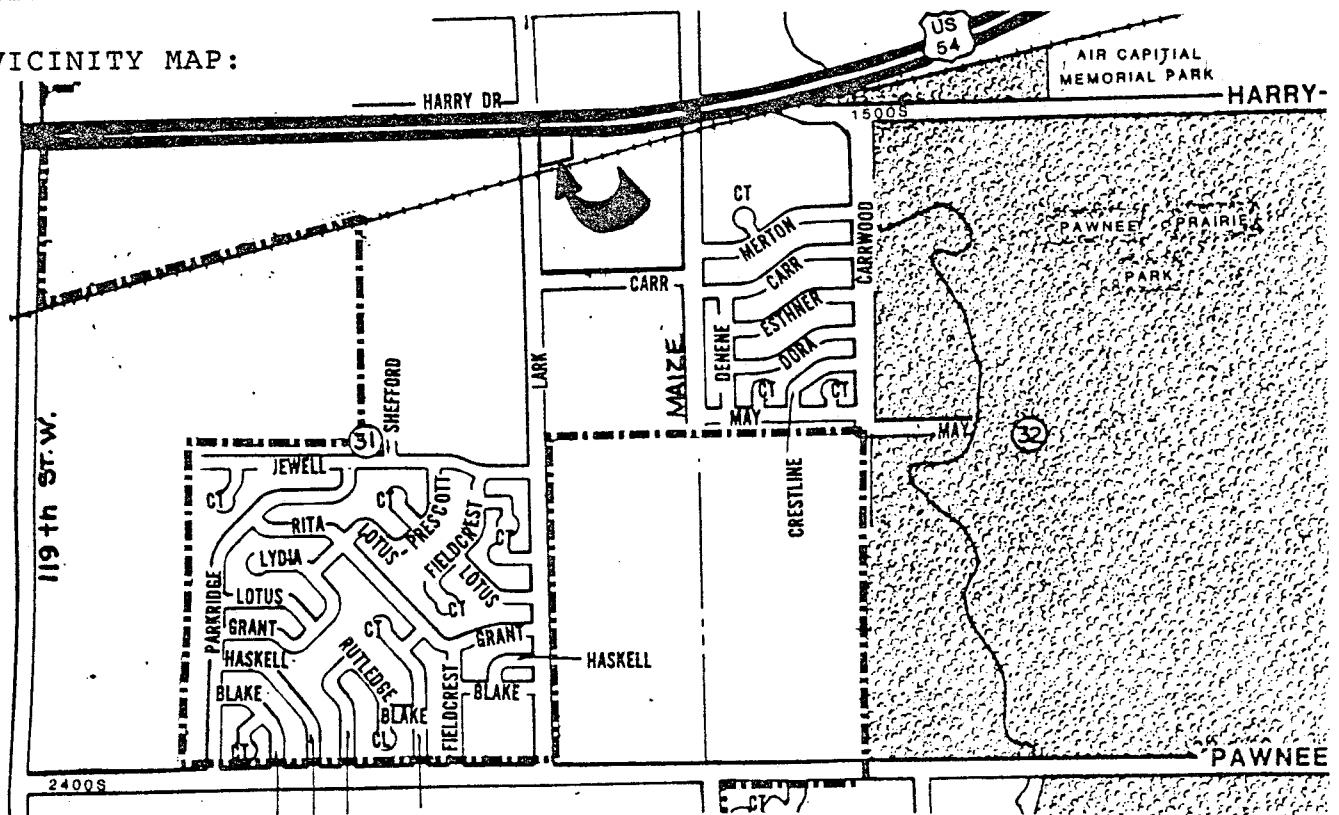 VICINITY MAP:
US
54
AIR CAPITIAL
MEMORIAL PARK
HARRY DR
HARRY-
1500S
CT
MERTON
CARRWOOD
PAWNEE PRAIRIE
PARK
CARR
CARR
ESTHNER
DENENE
DORA
MAIZE
LARK
SHEFFORD
CT
CT
MAY
MAY
31
32
119th ST. W.
JEWELL
CT
CT
PRESCOTT
CRESTLINE
RITA
LOTUS-
FIELDCREST
CT
LYDIA
LOTUS
LOTUS
CT
PARKRIDGE
GRANT
CT
GRANT
HASKELL
RUTLEDGE
HASKELL
BLAKE
BLAKE
BLAKE
FIELDCREST
CT
CT
PAWNEE
2400S
CT